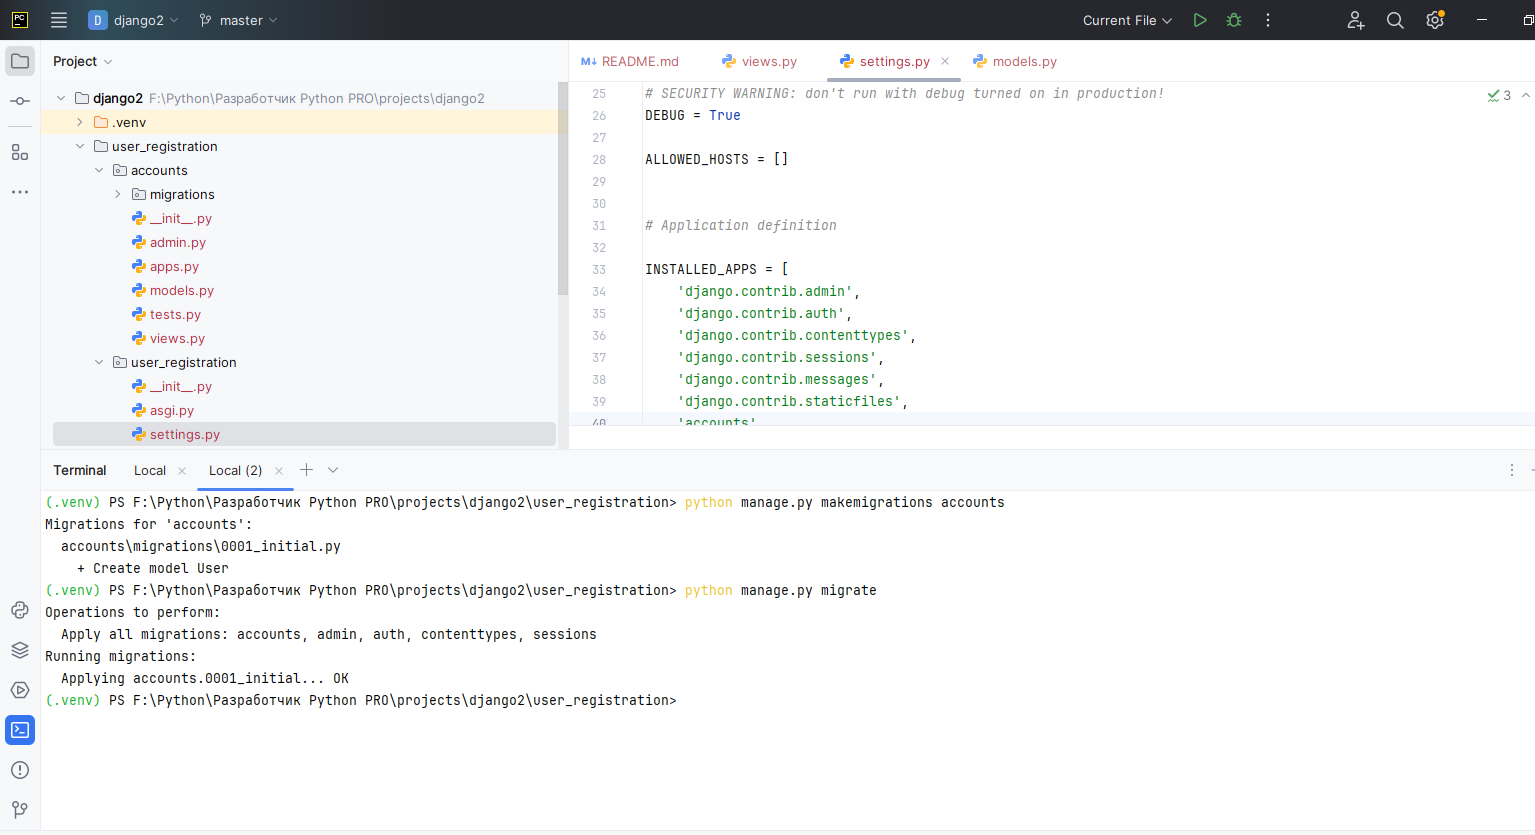 PC
D django2 master Current File
Project
README.md views.py settings.py models.py
django2 F:\Python\Разработчик Python PRO\projects\django2
.venv
user_registration
accounts
migrations
__init__.py
admin.py
apps.py
models.py
tests.py
views.py
user_registration
__init__.py
asgi.py
settings.py
3
25 # SECURITY WARNING: don't run with debug turned on in production!
26 DEBUG = True
27
28 ALLOWED_HOSTS = []
29
30
31 # Application definition
32
33 INSTALLED_APPS = [
34 'django.contrib.admin',
35 'django.contrib.auth',
36 'django.contrib.contenttypes',
37 'django.contrib.sessions',
38 'django.contrib.messages',
39 'django.contrib.staticfiles',
40 'accounts'
Terminal Local Local (2)
(.venv) PS F:\Python\Разработчик Python PRO\projects\django2\user_registration> python manage.py makemigrations accounts
Migrations for 'accounts':
accounts\migrations\0001_initial.py
+ Create model User
(.venv) PS F:\Python\Разработчик Python PRO\projects\django2\user_registration> python manage.py migrate
Operations to perform:
Apply all migrations: accounts, admin, auth, contenttypes, sessions
Running migrations:
Applying accounts.0001_initial... OK
(.venv) PS F:\Python\Разработчик Python PRO\projects\django2\user_registration>